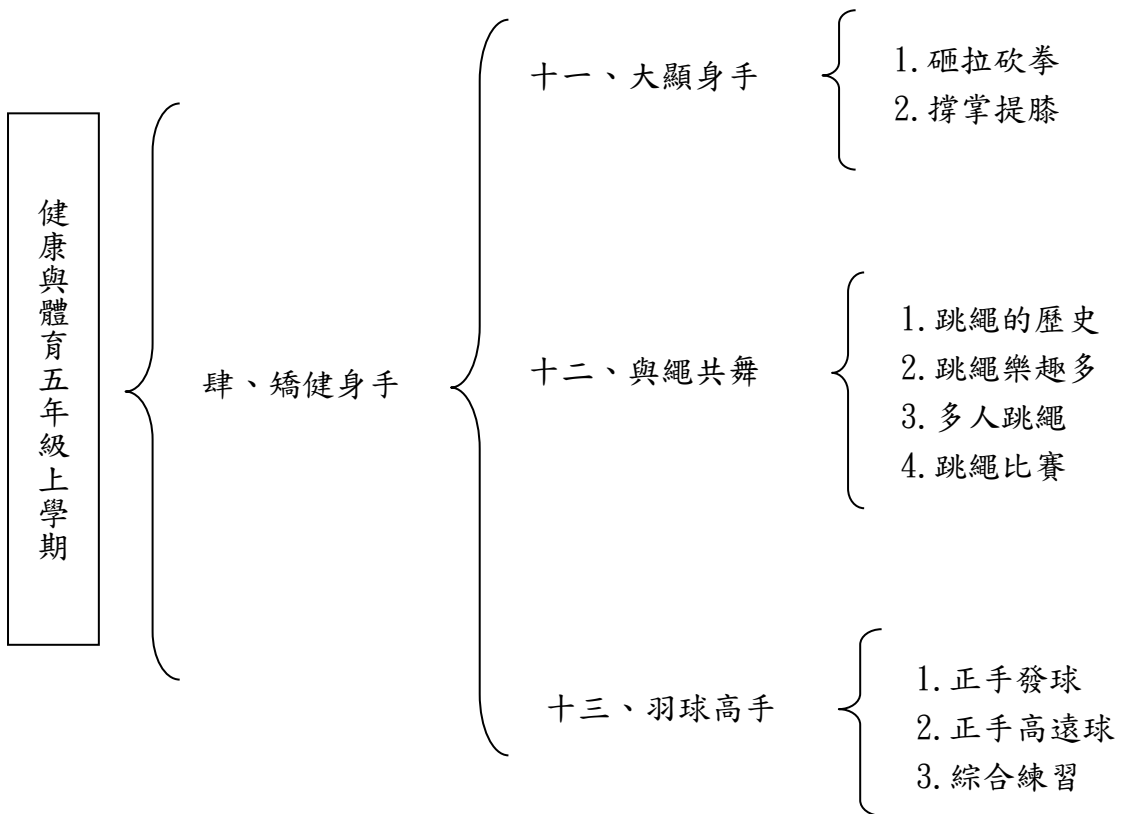 健康與體育五年級上學期
肆、矯健身手
十一、大顯身手
1.砸拉砍拳
2.撐掌提膝
十二、與繩共舞
1.跳繩的歷史
2.跳繩樂趣多
3.多人跳繩
4.跳繩比賽
十三、羽球高手
1.正手發球
2.正手高遠球
3.綜合練習